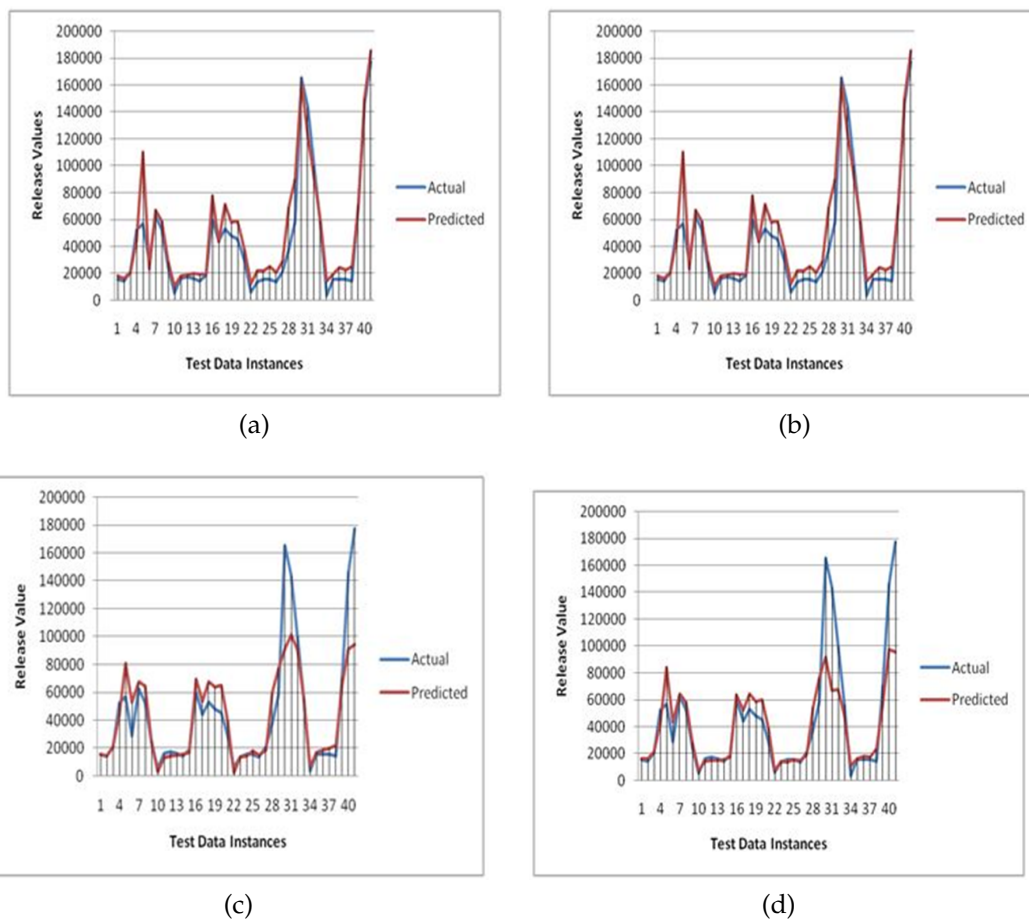 200000
180000
160000
140000
120000
100000
80000
60000
40000
20000
0
Release Values
1 4 7 10 13 16 19 22 25 28 31 34 37 40
Test Data Instances
Actual
Predicted
(a)
200000
180000
160000
140000
120000
100000
80000
60000
40000
20000
0
Release Values
1 4 7 10 13 16 19 22 25 28 31 34 37 40
Test Data Instances
Actual
Predicted
(b)
200000
180000
160000
140000
120000
100000
80000
60000
40000
20000
0
Release Value
1 4 7 10 13 16 19 22 25 28 31 34 37 40
Test Data Instances
Actual
Predicted
(c)
200000
180000
160000
140000
120000
100000
80000
60000
40000
20000
0
Release Value
1 4 7 10 13 16 19 22 25 28 31 34 37 40
Test Data Instances
Actual
Predicted
(d)